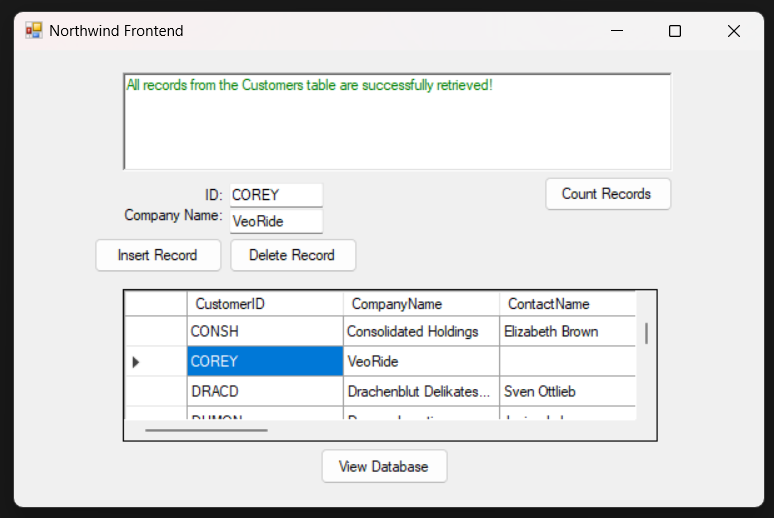 Northwind Frontend
All records from the Customers table are successfully retrieved!
ID: COREY
Count Records
Company Name: VeoRide
Insert Record Delete Record
CustomerID CompanyName ContactName
CONSH Consolidated Holdings Elizabeth Brown
COREY VeoRide
DRACD Drachenblut Delikates... Sven Ottlieb
View Database